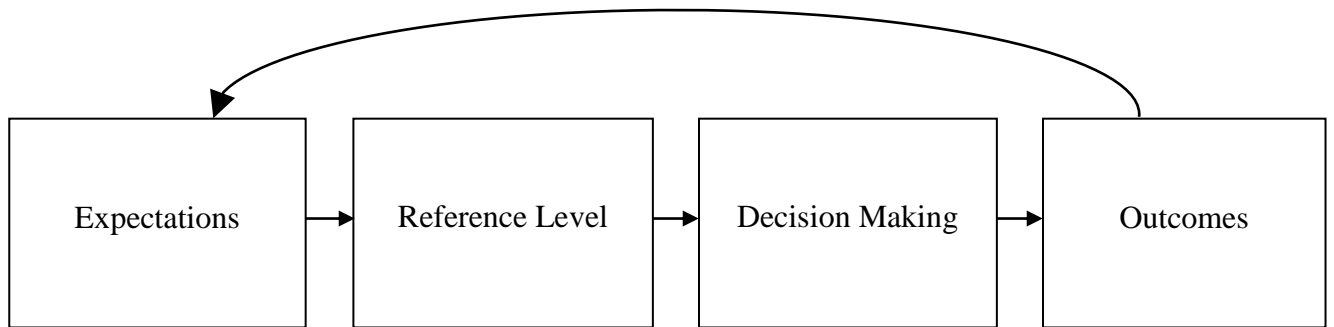 Expectations
Reference Level
Decision Making
Outcomes